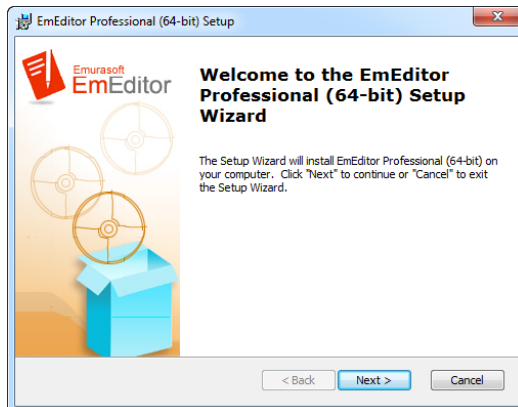 EmEditor Professional (64-bit) Setup
Emurasoft
EmEditor
Welcome to the EmEditor
Professional (64-bit) Setup
Wizard
The Setup Wizard will install EmEditor Professional (64-bit) on
your computer. Click "Next" to continue or "Cancel" to exit
the Setup Wizard.
< Back
Next >
Cancel